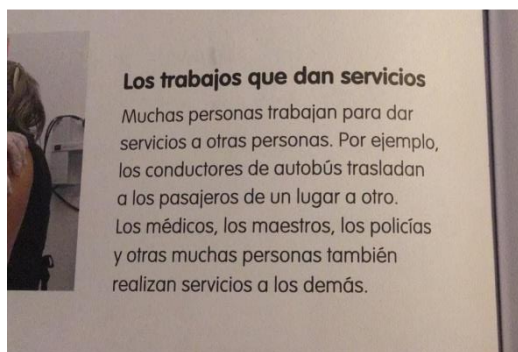 Los trabajos que dan servicios
Muchas personas trabajan para dar
servicios a otras personas. Por ejemplo,
los conductores de autobús trasladan
a los pasajeros de un lugar a otro.
Los médicos, los maestros, los policías
y otras muchas personas también
realizan servicios a los demás.